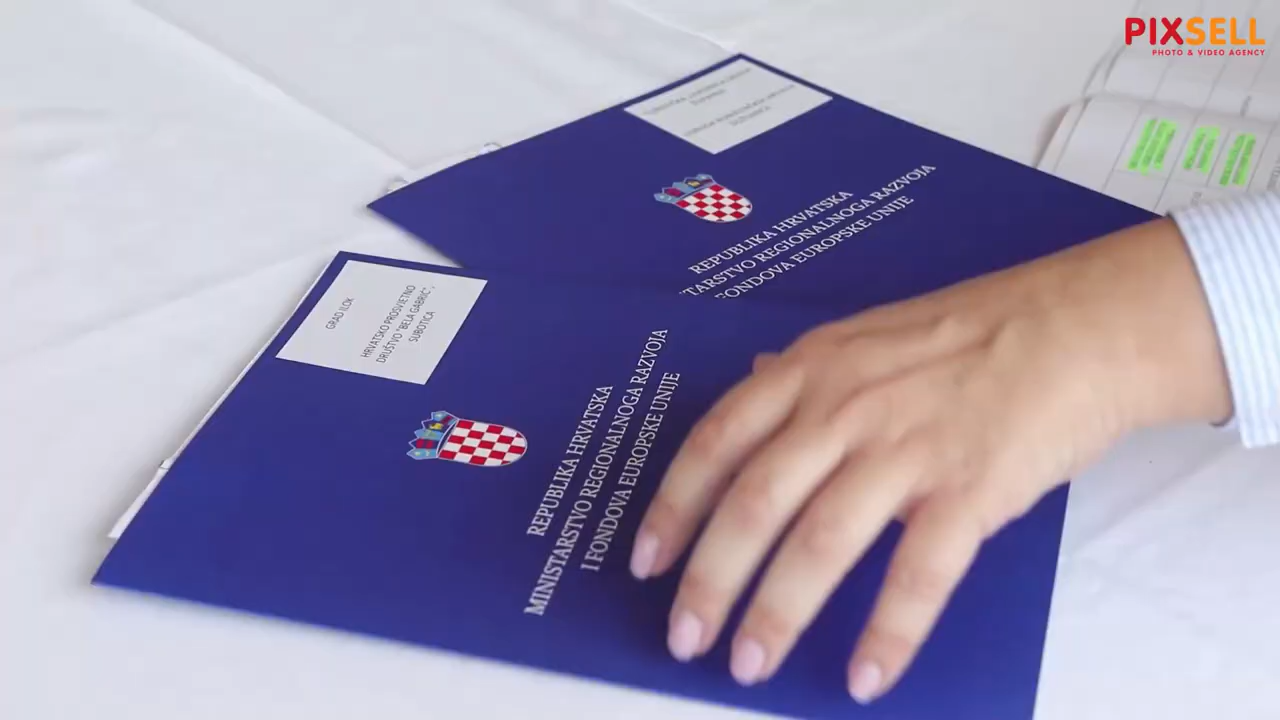 PIXSELL
PHOTO & VIDEO AGENCY
REPUBLIKA HRVATSKA
TARSTVO REGIONALNOGA RAZVOJA
FONDOVA EUROPSKE UNIJE
GRAD ILOK
HRVATSKO PROSVJETNO
DRUŠTVO "BELA GABRIĆ",
SUBOTICA
REPUBLIKA HRVATSKA
MINISTARSTVO REGIONALNOGA RAZVOJA
I FONDOVA EUROPSKE UNIJE